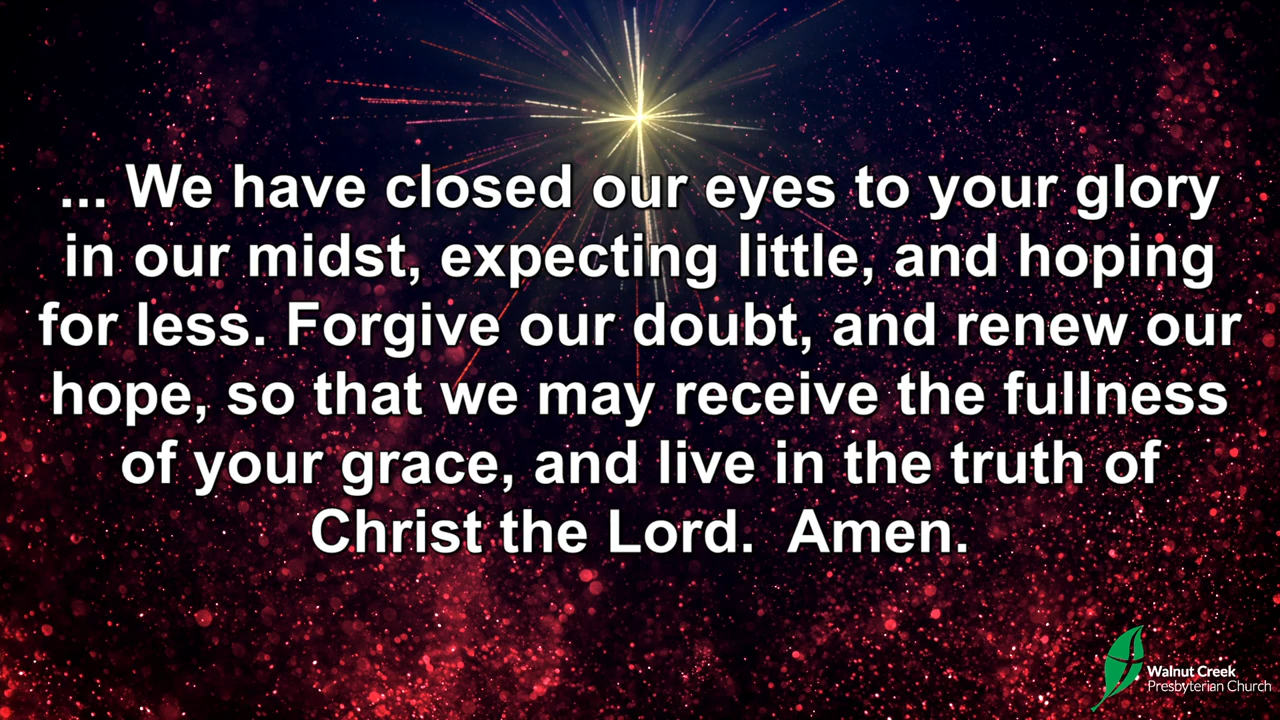 ... We have closed our eyes to your glory
in our midst, expecting little, and hoping
for less. Forgive our doubt, and renew our
hope, so that we may receive the fullness
of your grace, and live in the truth of
Christ the Lord.  Amen.
Walnut Creek
Presbyterian Church